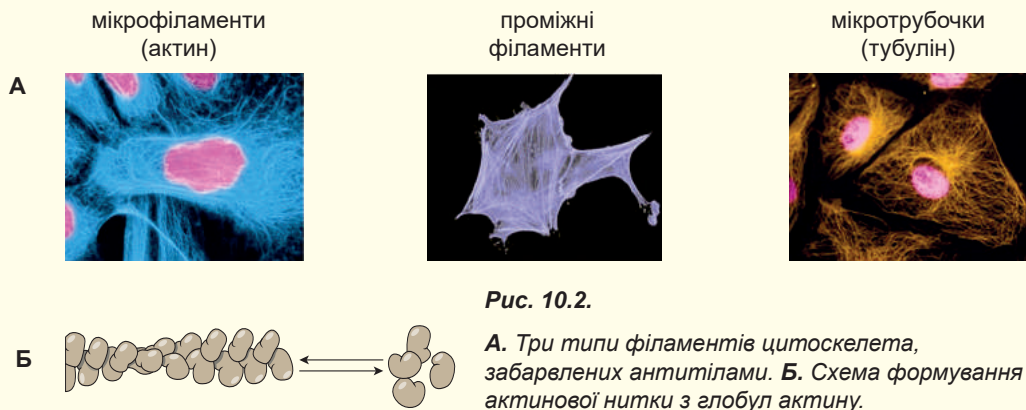 мікрофіламенти
(актин)
проміжні
філаменти
мікротрубочки
(тубулін)
А
Рис. 10.2.
Б
А. Три типи філаментів цитоскелета,
забарвлених антитілами. Б. Схема формування
актинової нитки з глобул актину.